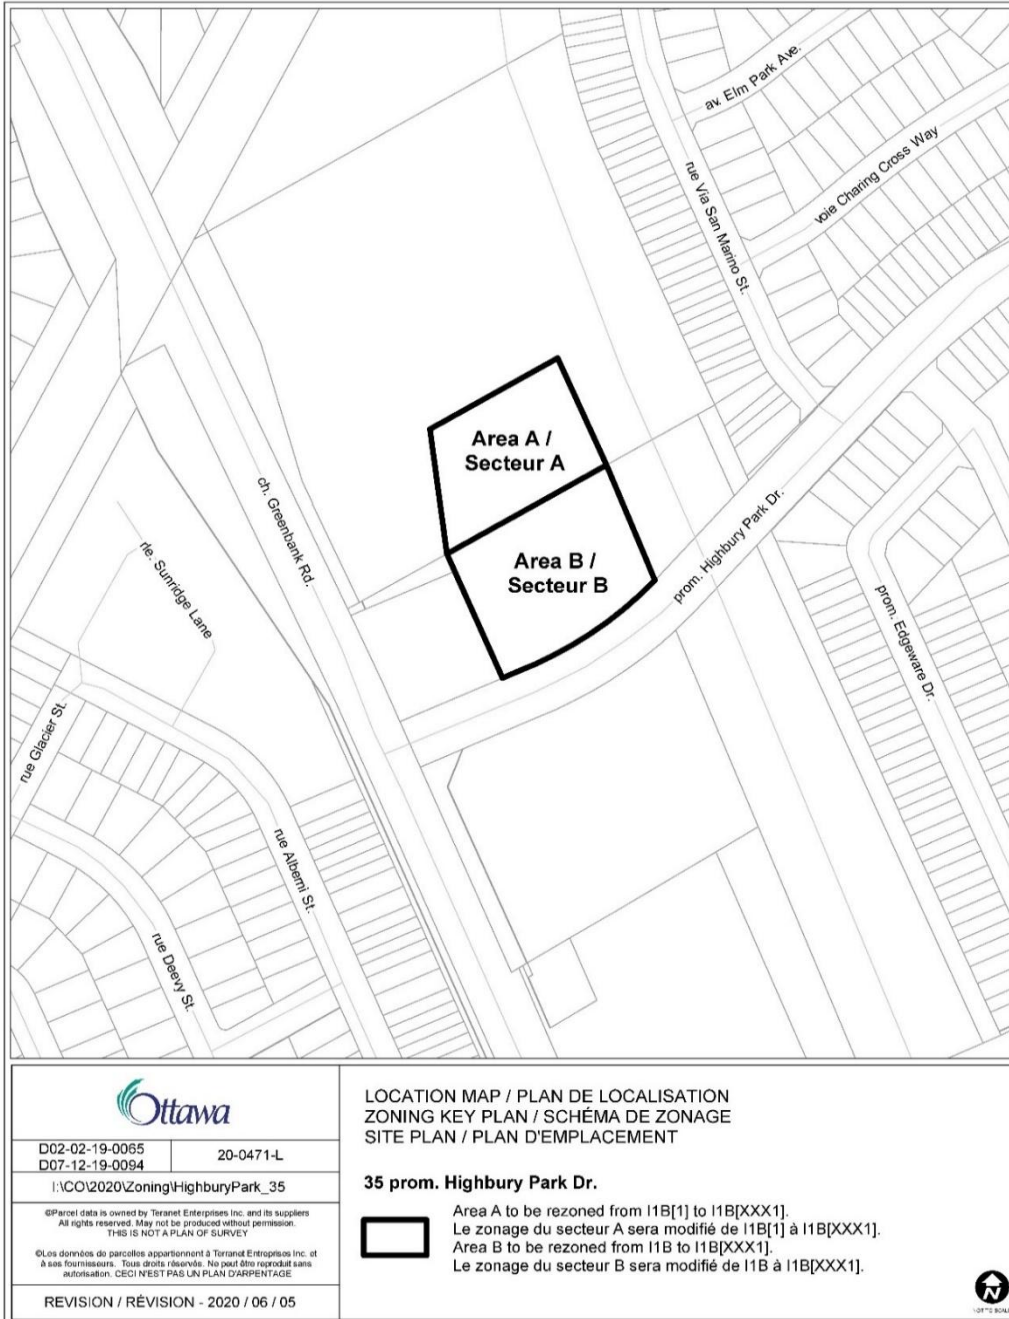 av. Elm Park Ave.
voie Charing Cross Way
rue Via San Marino St.
Area A /
Secteur A
ch. Greenbank Rd.
Area B /
Secteur B
prom. Highbury Park Dr.
rle. Sunridge Lane
prom. Edgeware Dr.
rue Glacier St.
rue Albemi St.
rue Deevy St.
Ottawa
D02-02-19-0065
D07-12-19-0094
20-0471-L
I:\CO\2020\Zoning\HighburyPark_35
©Parcel data is owned by Teranet Enterprises Inc. and its suppliers
All rights reserved. May not be produced without permission.
THIS IS NOT A PLAN OF SURVEY
©Les données de parcelles appartiennent à Teranet Entreprises Inc. et
à ses fournisseurs. Tous droits réservés. Ne peut être reproduit sans
autorisation. CECI N'EST PAS UN PLAN D'ARPENTAGE
REVISION / RÉVISION - 2020 / 06 / 05
LOCATION MAP / PLAN DE LOCALISATION
ZONING KEY PLAN / SCHÉMA DE ZONAGE
SITE PLAN / PLAN D'EMPLACEMENT
35 prom. Highbury Park Dr.
Area A to be rezoned from I1B[1] to I1B[XXX1].
Le zonage du secteur A sera modifié de I1B[1] à I1B[XXX1].
Area B to be rezoned from I1B to I1B[XXX1].
Le zonage du secteur B sera modifié de I1B à I1B[XXX1].
N
NOT TO SCALE